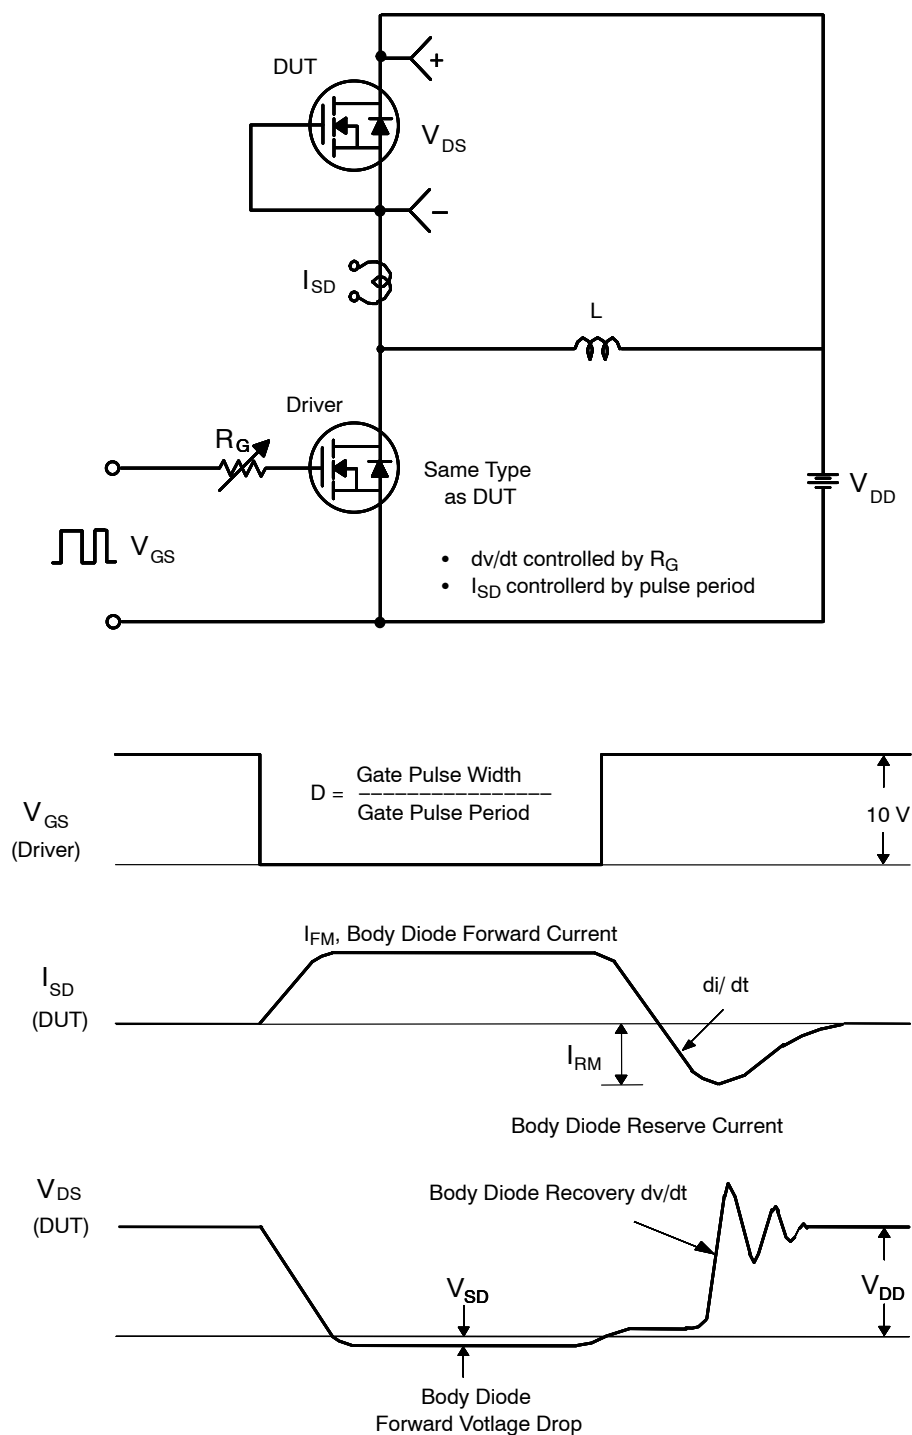 DUT
+
V DS
−
I SD
L
Driver
R G
Same Type
as DUT
V DD
V GS
• dv/dt controlled by R G
• I SD controllerd by pulse period
V GS
(Driver)
D = Gate Pulse Width
–––––––––––––––
Gate Pulse Period
10 V
I FM, Body Diode Forward Current
I SD
(DUT)
di/ dt
I RM
Body Diode Reserve Current
V DS
(DUT)
Body Diode Recovery dv/dt
V SD
V DD
Body Diode
Forward Votlage Drop